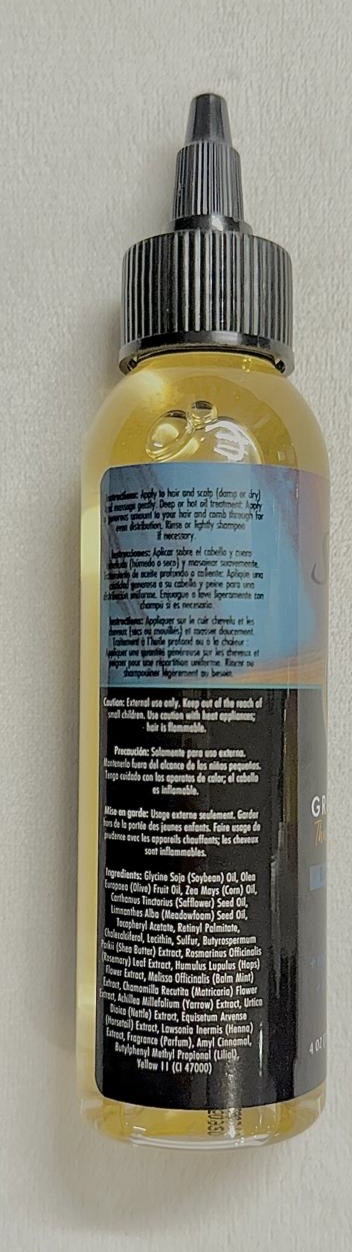 Instructions: Apply to hair and scalp (damp or dry)
and massage gently. Deep or hot oil treatment: Apply
generous amount to your hair and comb through for
even distribution. Rinse or lightly shampoo
if necessary.
Instrucciones: Aplicar sobre el cabello y cuero
cabelludo (húmedo o seco) y masajear suavemente.
de aceite profundo o caliente: Aplique una
cantidad generosa a su cabello y peine para una
distribución uniforme. Enjuague o lave ligeramente con
champú si es necesario.
Instructions: Appliquer sur le cuir chevelu et les
cheveux (secs ou mouillés) et masser doucement.
Traitement à l'huile profond ou à la chaleur :
Appliquer une quantité généreuse sur les cheveux et
peigner pour une répartition uniforme. Rincer ou
shampouiner légèrement au besoin.
Caution: External use only. Keep out of the reach of
small children. Use caution with heat appliances;
hair is flammable.
Precaución: Solamente para uso externo.
Mantenerlo fuera del alcance de los niños pequeños.
Tenga cuidado con los aparatos de calor; el cabello
es inflamable.
Mise en garde: Usage externe seulement. Garder
hors de la portée des jeunes enfants. Faire usage de
prudence avec les appareils chauffants; les cheveux
sont inflammables.
Ingredients: Glycine Soja (Soybean) Oil, Olea
Europaea (Olive) Fruit Oil, Zea Mays (Corn) Oil,
Carthamus Tinctorius (Safflower) Seed Oil,
Limnanthes Alba (Meadowfoam) Seed Oil,
Tocopheryl Acetate, Retinyl Palmitate,
Cholecalciferol, Lecithin, Sulfur, Butyrospermum
Parkii (Shea Butter) Extract, Rosmarinus Officinalis
(Rosemary) Leaf Extract, Humulus Lupulus (Hops)
Flower Extract, Melissa Officinalis (Balm Mint)
Extract, Chamomilla Recutita (Matricaria) Flower
Extract, Achillea Millefolium (Yarrow) Extract, Urtica
Dioica (Nettle) Extract, Equisetum Arvense
(Horsetail) Extract, Lawsonia Inermis (Henna)
Extract, Fragrance (Parfum), Amyl Cinnamal,
Butylphenyl Methyl Propional (Lilial),
Yellow 11 (CI 47000)
GR
4 OZ